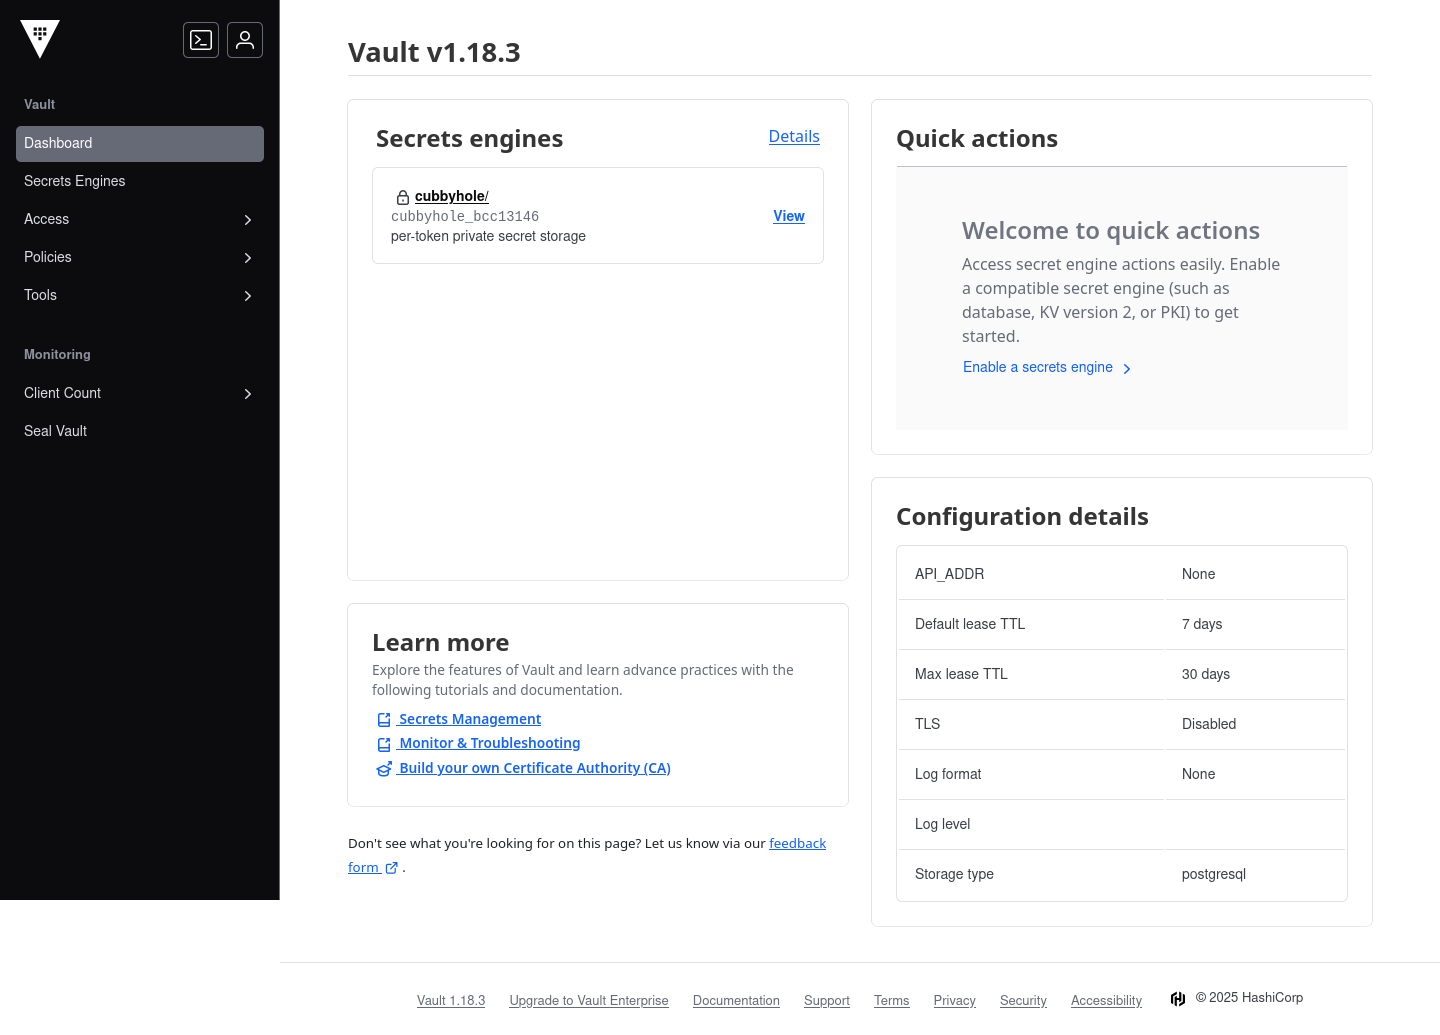 Vault
Dashboard
Secrets Engines
Access
Policies
Tools
Monitoring
Client Count
Seal Vault
Vault v1.18.3
Secrets engines
Details
cubbyhole/
cubbyhole_bcc13146
View
per-token private secret storage
Learn more
Explore the features of Vault and learn advance practices with the
following tutorials and documentation.
Secrets Management
Monitor & Troubleshooting
Build your own Certificate Authority (CA)
Don't see what you're looking for on this page? Let us know via our feedback
form .
Quick actions
Welcome to quick actions
Access secret engine actions easily. Enable
a compatible secret engine (such as
database, KV version 2, or PKI) to get
started.
Enable a secrets engine
Configuration details
API_ADDR None
Default lease TTL 7 days
Max lease TTL 30 days
TLS Disabled
Log format None
Log level
Storage type postgresql
Vault 1.18.3 Upgrade to Vault Enterprise Documentation Support Terms Privacy Security Accessibility © 2025 HashiCorp